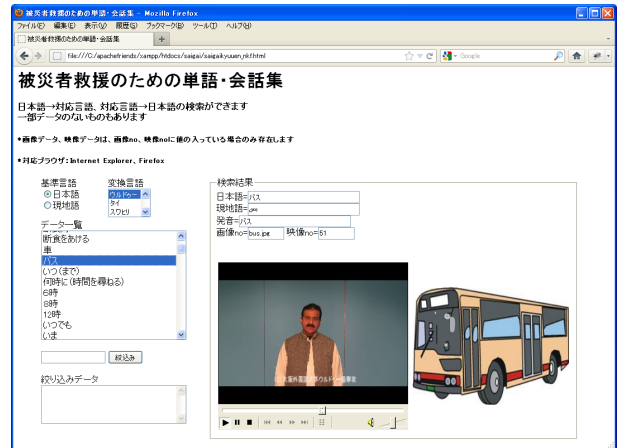 被災者救援のための単語・会話集 - Mozilla Firefox
ファイル(F) 編集(E) 表示(V) 履歴(S) ブックマーク(B) ツール(T) ヘルプ(H)
被災者救援のための単語・会話集 +
file:///C:/apachefriends/xampp/htdocs/saigai/saigaikyuuen_nkf.html Google
被災者救援のための単語・会話集
日本語→対応言語、対応言語→日本語の検索ができます
一部データのないものもあります
*画像データ、映像データは、画像no、映像noに値の入っている場合のみ存在します
*対応ブラウザ:Internet Explorer、Firefox
基準言語 変換言語
日本語 ウルドゥー
現地語 タイ
スワヒリ
データ一覧
断食をあける
車
バス
いつ(まで)
何時に(時間を尋ねる)
6時
8時
12時
いつでも
いま
絞込み
絞り込みデータ
検索結果
日本語=バス
現地語=بس
発音=バス
画像no=bus.jpg 映像no=51